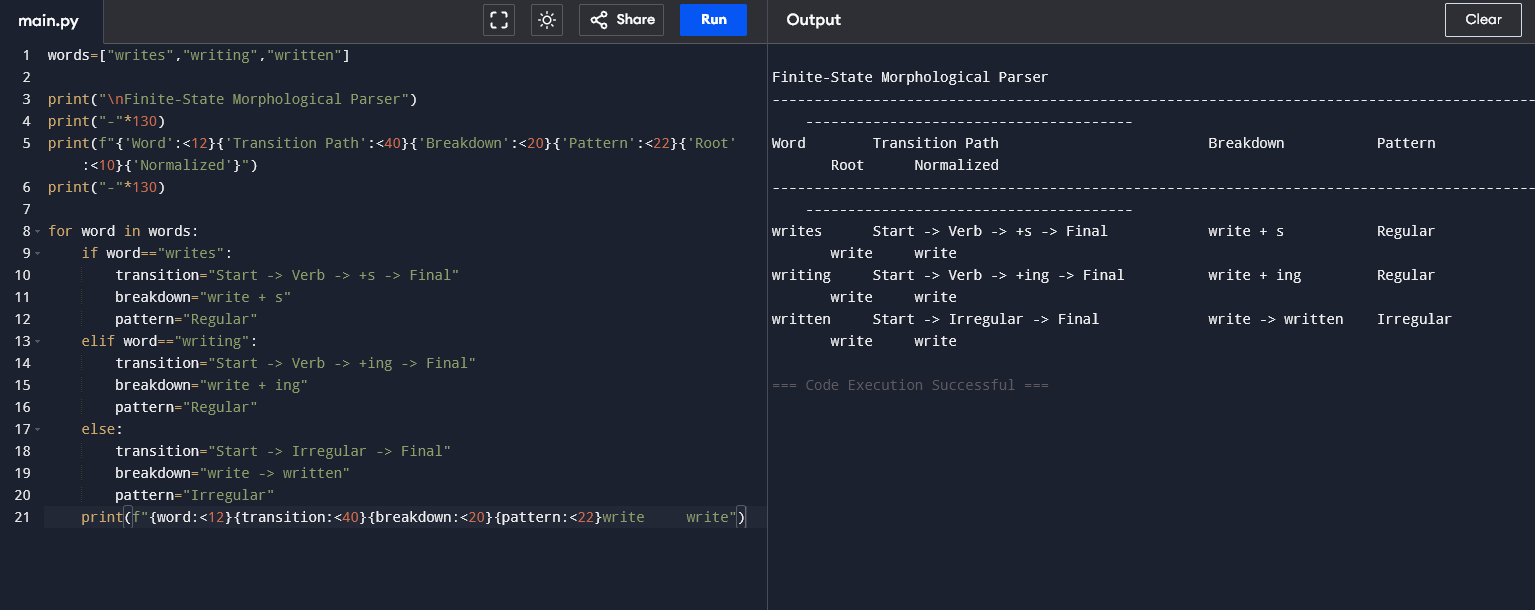 main.py Share Run Output Clear
1 words=["writes","writing","written"]
2
3 print("\nFinite-State Morphological Parser")
4 print("-"*130)
5 print(f"{'Word':<12}{'Transition Path':<40}{'Breakdown':<20}{'Pattern':<22}{'Root'
:<10}{'Normalized'}")
6 print("-"*130)
7
8 for word in words:
9 if word=="writes":
10 transition="Start -> Verb -> +s -> Final"
11 breakdown="write + s"
12 pattern="Regular"
13 elif word=="writing":
14 transition="Start -> Verb -> +ing -> Final"
15 breakdown="write + ing"
16 pattern="Regular"
17 else:
18 transition="Start -> Irregular -> Final"
19 breakdown="write -> written"
20 pattern="Irregular"
21 print(f"{word:<12}{transition:<40}{breakdown:<20}{pattern:<22}write     write")
Finite-State Morphological Parser
-------------------------------------------------------------------------------------------
---------------------------------------
Word        Transition Path                         Breakdown           Pattern
Root      Normalized
-------------------------------------------------------------------------------------------
---------------------------------------
writes      Start -> Verb -> +s -> Final            write + s           Regular
write     write
writing     Start -> Verb -> +ing -> Final          write + ing         Regular
write     write
written     Start -> Irregular -> Final             write -> written    Irregular
write     write
=== Code Execution Successful ===